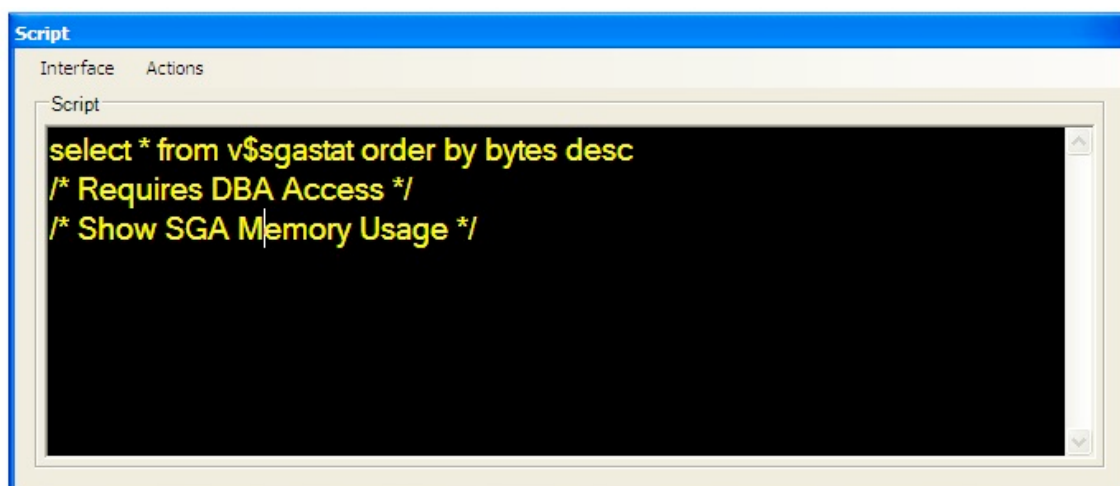 Script
Interface Actions
Script
select * from v$sgastat order by bytes desc
/* Requires DBA Access */
/* Show SGA Memory Usage */